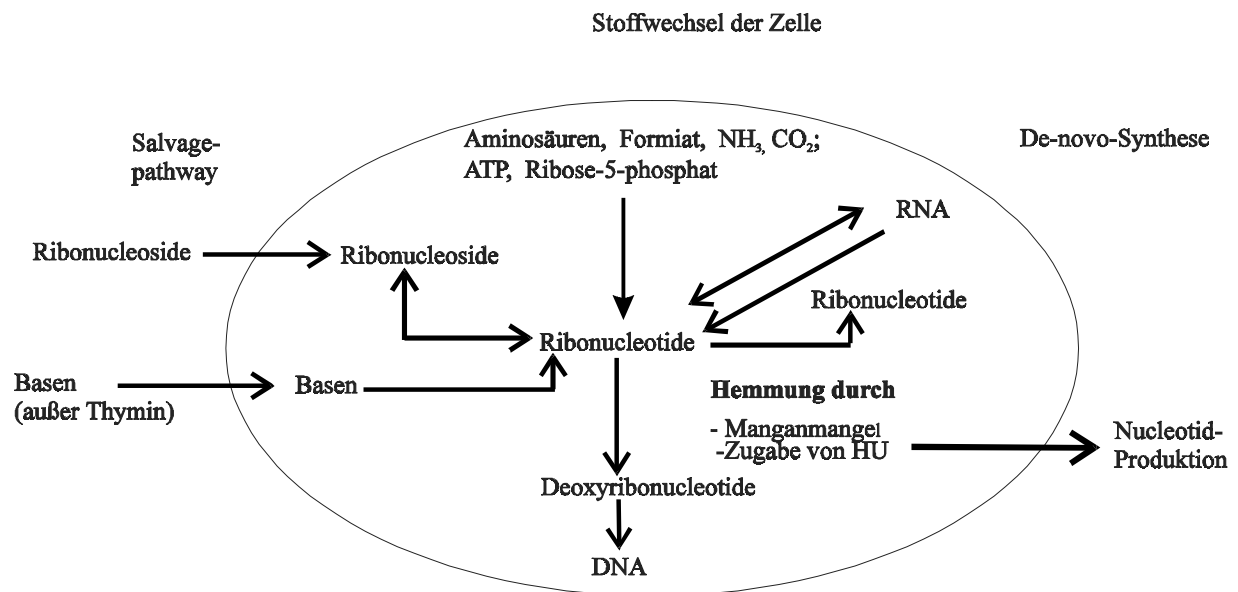 Stoffwechsel der Zelle
Salvage-
pathway
Aminosäuren, Formiat, NH₃, CO₂;
ATP, Ribose-5-phosphat
De-novo-Synthese
RNA
Ribonucleoside
Ribonucleoside
Ribonucleotide
Ribonucleotide
Basen
(außer Thymin)
Basen
Hemmung durch
- Manganmangel
-Zugabe von HU
Nucleotid-
Produktion
Deoxyribonucleotide
DNA